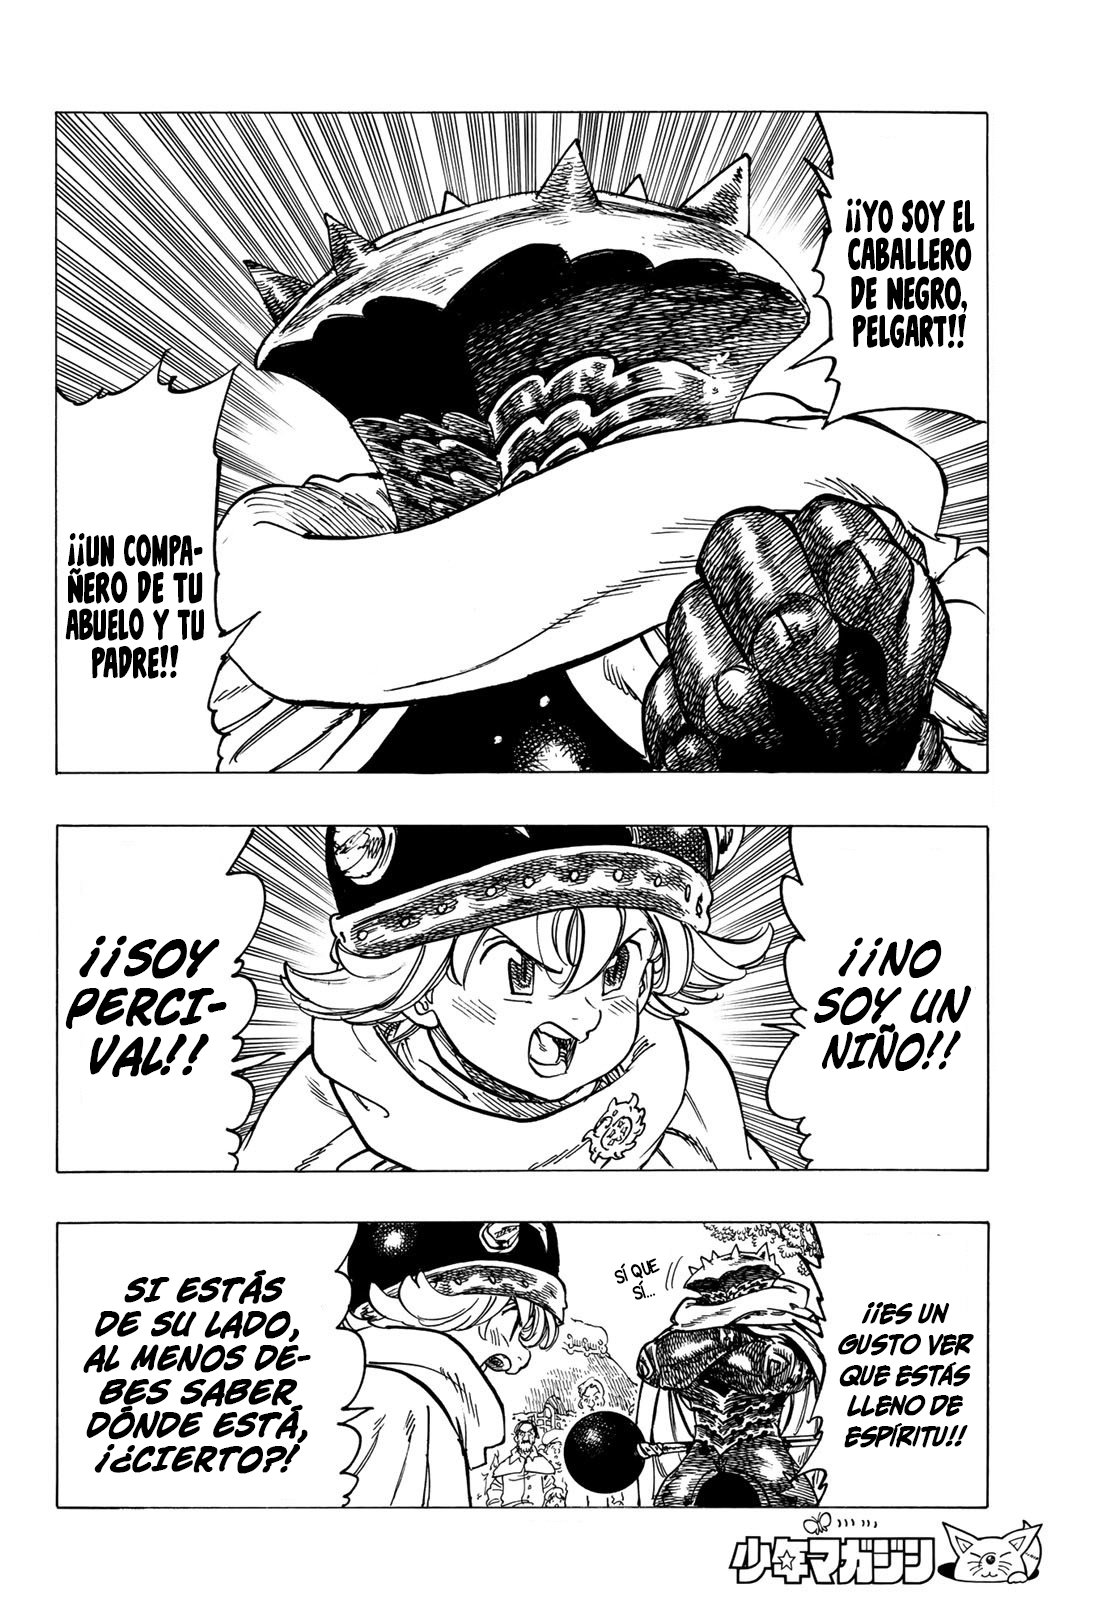 ¡¡YO SOY EL
CABALLERO
DE NEGRO,
PELGART!!
¡¡UN COMPA-
ÑERO DE TU
ABUELO Y TU
PADRE!!
¡¡NO
SOY UN
NIÑO!!
¡¡SOY
PERCI-
VAL!!
SÍ QUE
SÍ...
¡¡ES UN
GUSTO VER
QUE ESTÁS
LLENO DE
ESPÍRITU!!
SI ESTÁS
DE SU LADO,
AL MENOS DE-
BES SABER
DÓNDE ESTÁ,
¡¿CIERTO?!
少年マガジン